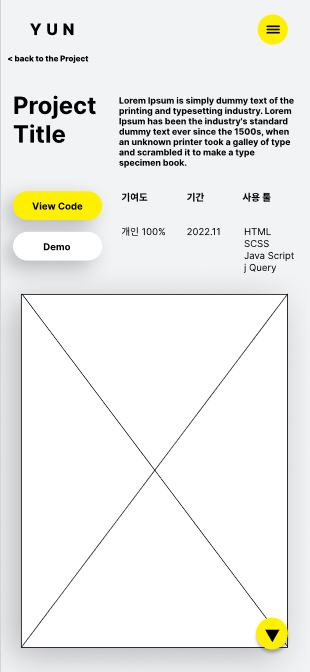 YUN
< back to the Project
Project
Title
Lorem Ipsum is simply dummy text of the
printing and typesetting industry. Lorem
Ipsum has been the industry's standard
dummy text ever since the 1500s, when
an unknown printer took a galley of type
and scrambled it to make a type
specimen book.
View Code
Demo
기여도 기간 사용 툴
개인 100% 2022.11 HTML
SCSS
Java Script
j Query